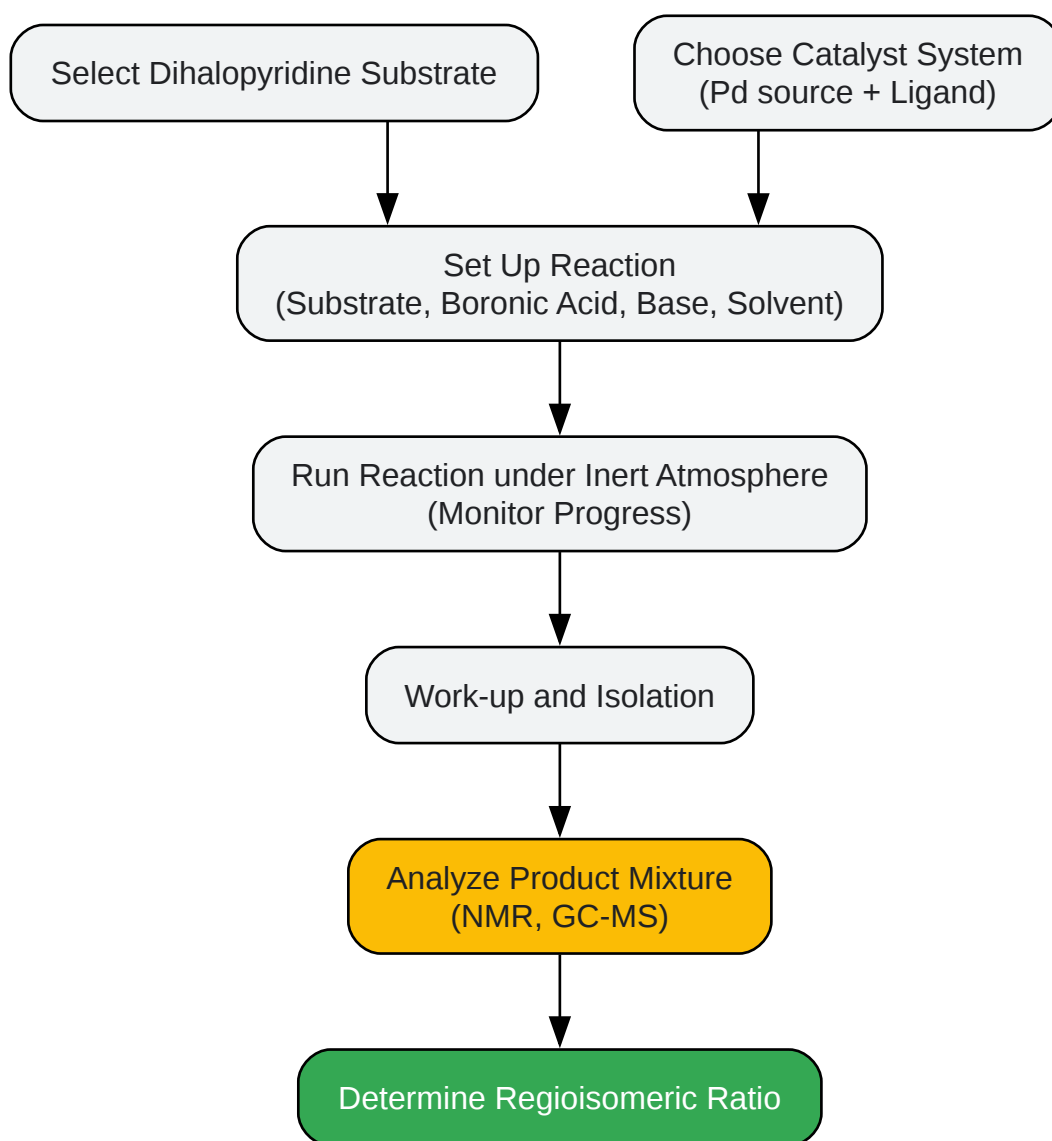 Select Dihalopyridine Substrate
Choose Catalyst System
(Pd source + Ligand)
Set Up Reaction
(Substrate, Boronic Acid, Base, Solvent)
Run Reaction under Inert Atmosphere
(Monitor Progress)
Work-up and Isolation
Analyze Product Mixture
(NMR, GC-MS)
Determine Regioisomeric Ratio